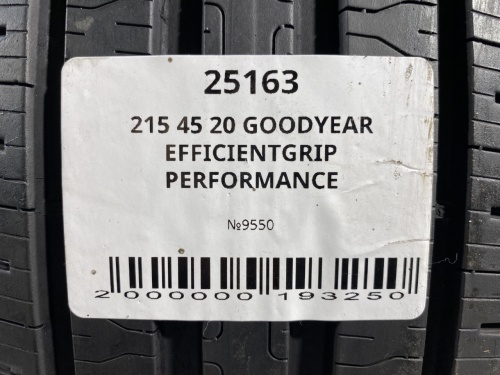 25163
215 45 20 GOODYEAR
EFFICIENTGRIP
PERFORMANCE
№9550
2 000000 193250